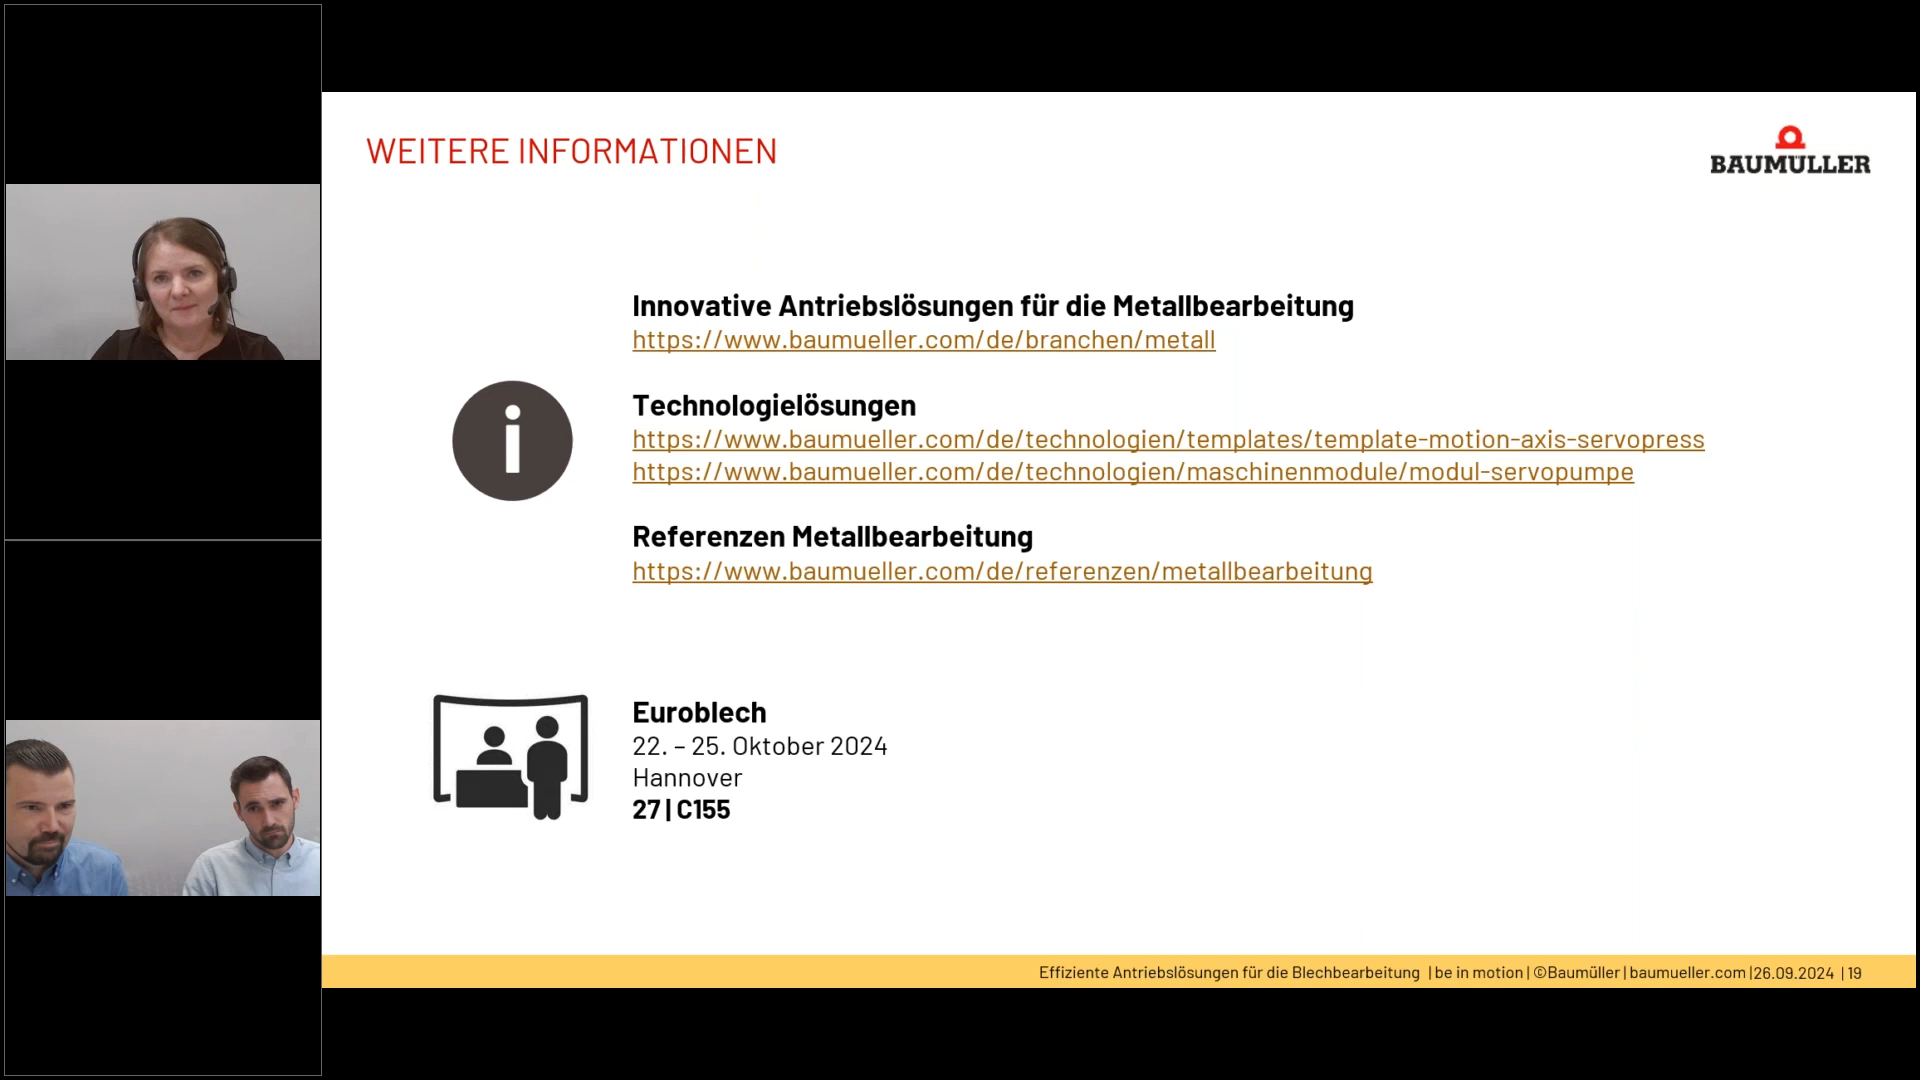 WEITERE INFORMATIONEN
BAUMÜLLER
Innovative Antriebslösungen für die Metallbearbeitung
https://www.baumueller.com/de/branchen/metall
Technologielösungen
https://www.baumueller.com/de/technologien/templates/template-motion-axis-servopress
https://www.baumueller.com/de/technologien/maschinenmodule/modul-servopumpe
Referenzen Metallbearbeitung
https://www.baumueller.com/de/referenzen/metallbearbeitung
Euroblech
22. – 25. Oktober 2024
Hannover
27 | C155
Effiziente Antriebslösungen für die Blechbearbeitung | be in motion | ©Baumüller | baumueller.com |26.09.2024 | 19